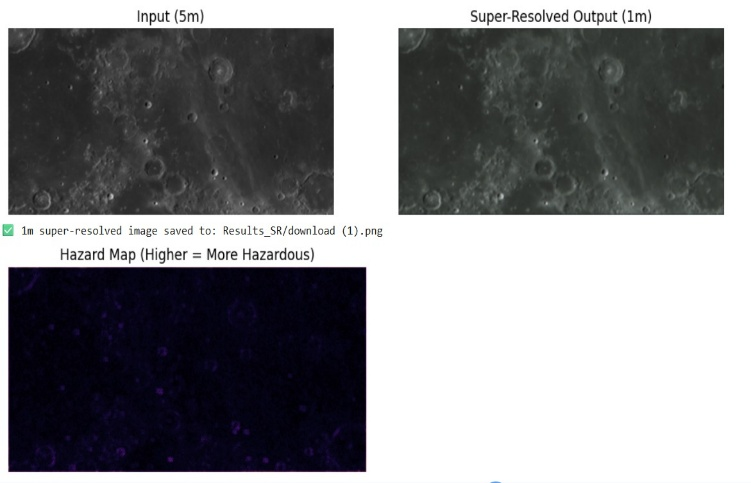 Input (5m)
Super-Resolved Output (1m)
✅ 1m super-resolved image saved to: Results_SR/download (1).png
Hazard Map (Higher = More Hazardous)